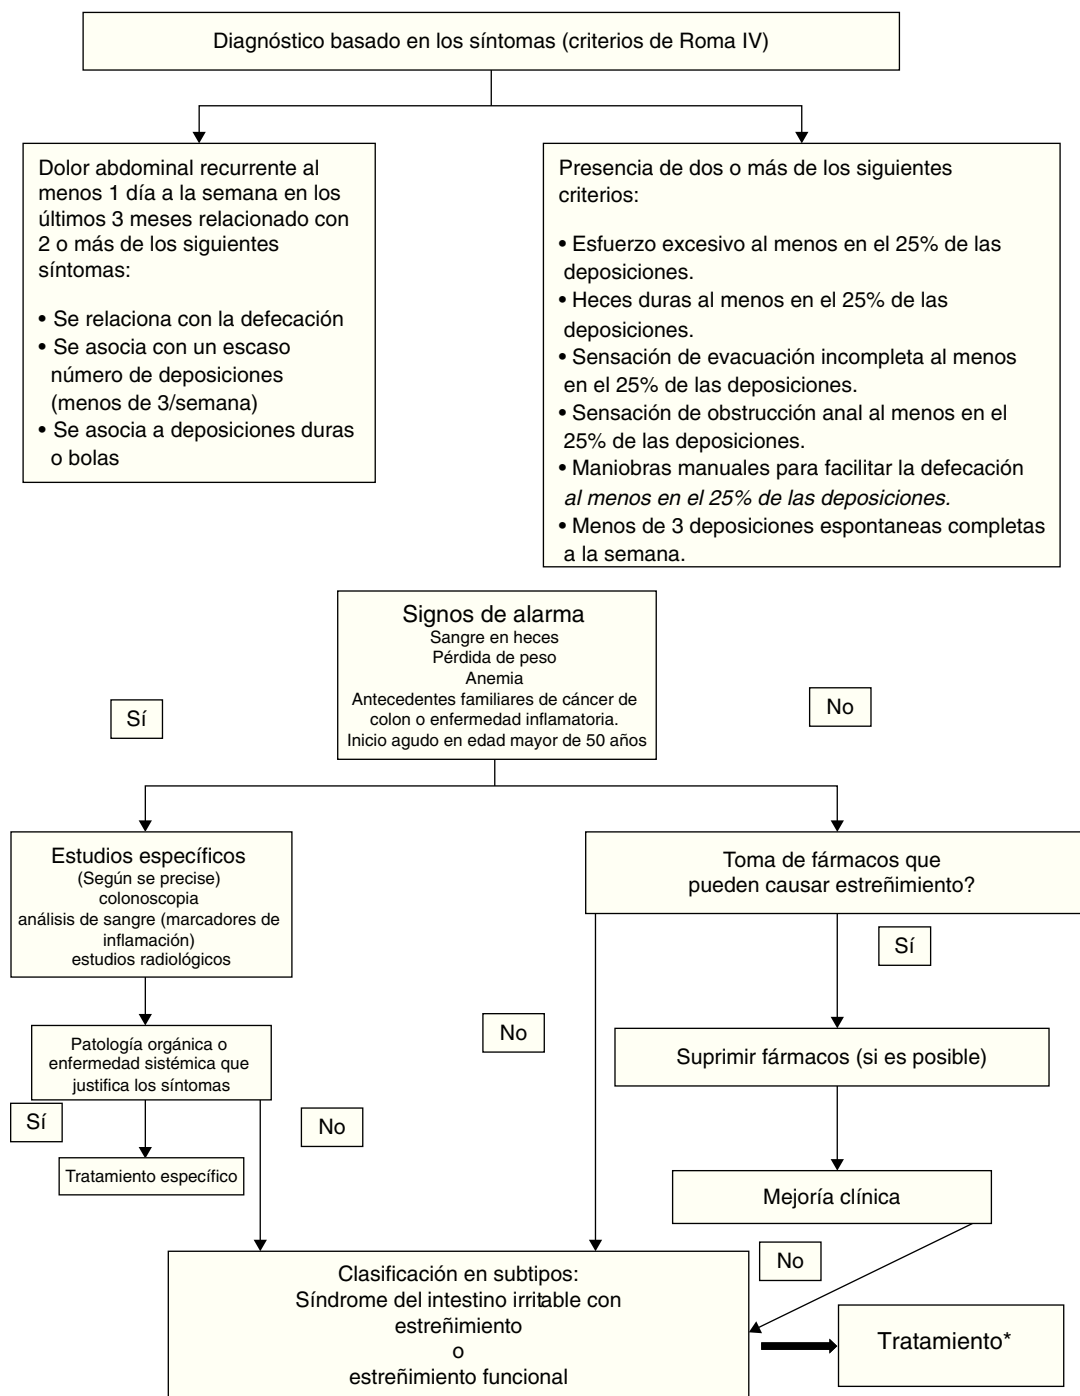 Diagnóstico basado en los síntomas (criterios de Roma IV)
Dolor abdominal recurrente al
menos 1 día a la semana en los
últimos 3 meses relacionado con
2 o más de los siguientes
síntomas:
• Se relaciona con la defecación
• Se asocia con un escaso
número de deposiciones
(menos de 3/semana)
• Se asocia a deposiciones duras
o bolas
Presencia de dos o más de los siguientes
criterios:
• Esfuerzo excesivo al menos en el 25% de las
deposiciones.
• Heces duras al menos en el 25% de las
deposiciones.
• Sensación de evacuación incompleta al menos
en el 25% de las deposiciones.
• Sensación de obstrucción anal al menos en el
25% de las deposiciones.
• Maniobras manuales para facilitar la defecación
al menos en el 25% de las deposiciones.
• Menos de 3 deposiciones espontaneas completas
a la semana.
Signos de alarma
Sangre en heces
Pérdida de peso
Anemia
Antecedentes familiares de cáncer de
colon o enfermedad inflamatoria.
Inicio agudo en edad mayor de 50 años
Sí
No
Estudios específicos
(Según se precise)
colonoscopia
análisis de sangre (marcadores de
inflamación)
estudios radiológicos
Toma de fármacos que
pueden causar estreñimiento?
Sí
No
Patología orgánica o
enfermedad sistémica que
justifica los síntomas
Suprimir fármacos (si es posible)
Sí
No
Tratamiento específico
Mejoría clínica
No
Clasificación en subtipos:
Síndrome del intestino irritable con
estreñimiento
o
estreñimiento funcional
Tratamiento*